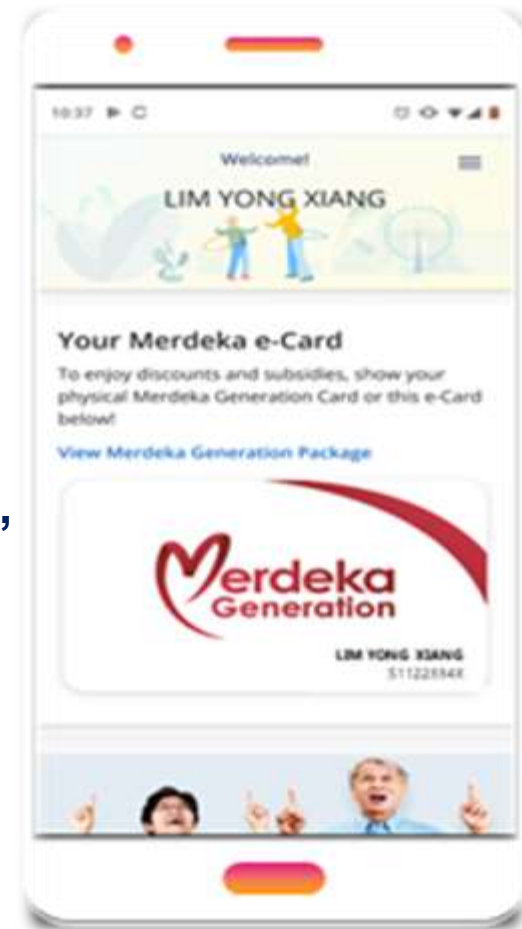 10:37
Welcome!
LIM YONG XIANG
Your Merdeka e-Card
To enjoy discounts and subsidies, show your
physical Merdeka Generation Card or this e-Card
below!
View Merdeka Generation Package
,
Merdeka
Generation
LIM YONG XIANG